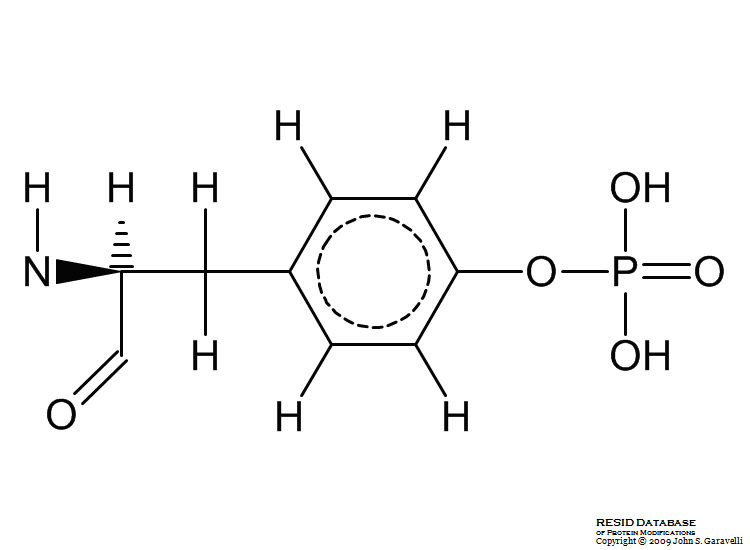 H H
H H H OH
N O P O
H OH
O H H
RESID DATABASE
OF PROTEIN MODIFICATIONS
Copyright © 2009 John S. Garavelli